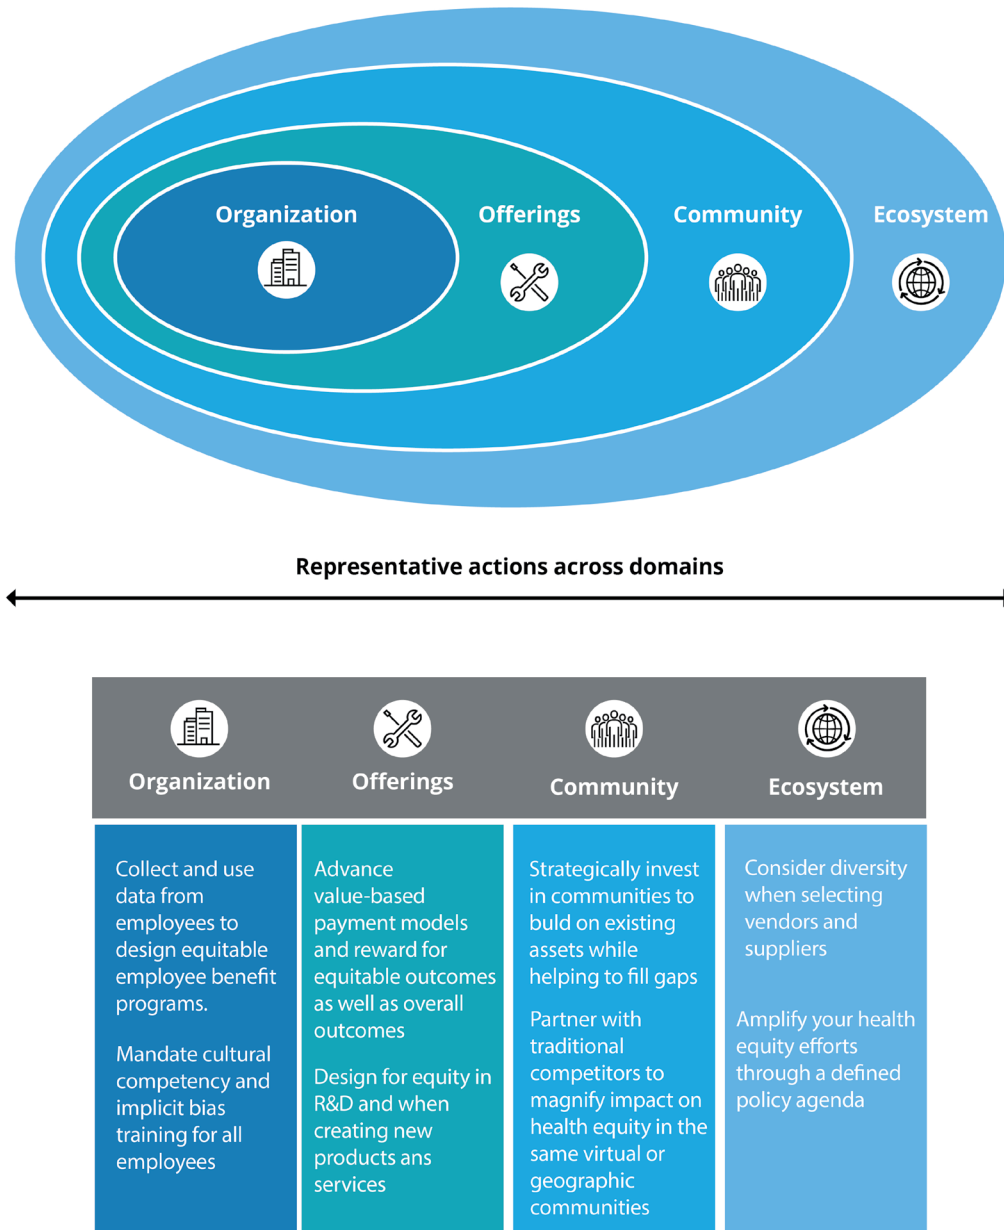 Organization
Offerings
Community
Ecosystem
Representative actions across domains
Organization
Offerings
Community
Ecosystem
Collect and use
data from
employees to
design equitable
employee benefit
programs.
Mandate cultural
competency and
implicit bias
training for all
employees
Advance
value-based
payment models
and reward for
equitable outcomes
as well as overall
outcomes
Design for equity in
R&D and when
creating new
products ans
services
Strategically invest
in communities to
buld on existing
assets while
helping to fill gaps
Partner with
traditional
competitors to
magnify impact on
health equity in the
same virtual or
geographic
communities
Consider diversity
when selecting
vendors and
suppliers
Amplify your health
equity efforts
through a defined
policy agenda